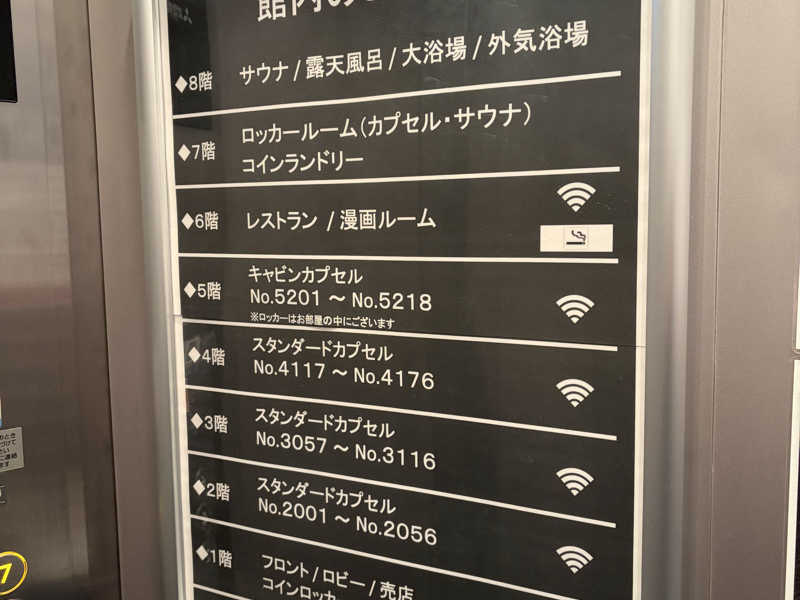 館内の
◆8階 サウナ / 露天風呂 / 大浴場 / 外気浴場
◆7階 ロッカールーム(カプセル・サウナ)
コインランドリー
◆6階 レストラン / 漫画ルーム
◆5階 キャビンカプセル
No.5201 ～ No.5218
※ロッカーはお部屋の中にございます
◆4階 スタンダードカプセル
No.4117 ～ No.4176
◆3階 スタンダードカプセル
No.3057 ～ No.3116
◆2階 スタンダードカプセル
No.2001 ～ No.2056
◆1階 フロント / ロビー / 売店
コインロッカ
7